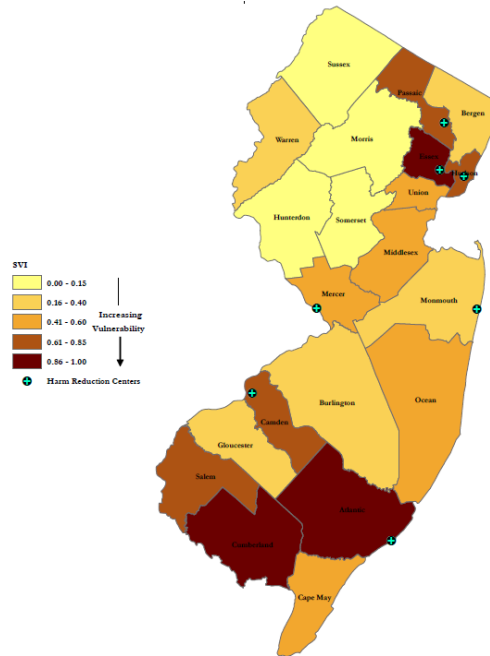 Sussex
Passaic
Bergen
Warren
Morris
Essex
Hudson
Union
Hunterdon
Somerset
Middlesex
Mercer
Monmouth
SVI
0.00 - 0.15
0.16 - 0.40
0.41 - 0.60
0.61 - 0.85
0.86 - 1.00
Increasing
Vulnerability
Harm Reduction Centers
Ocean
Burlington
Camden
Gloucester
Salem
Atlantic
Cumberland
Cape May